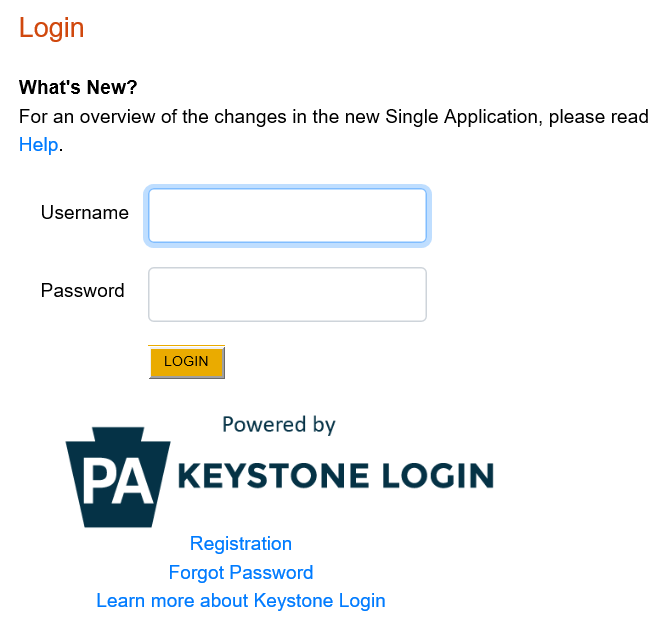 Login
What's New?
For an overview of the changes in the new Single Application, please read
Help.
Username
Password
LOGIN
Powered by
PA KEYSTONE LOGIN
Registration
Forgot Password
Learn more about Keystone Login